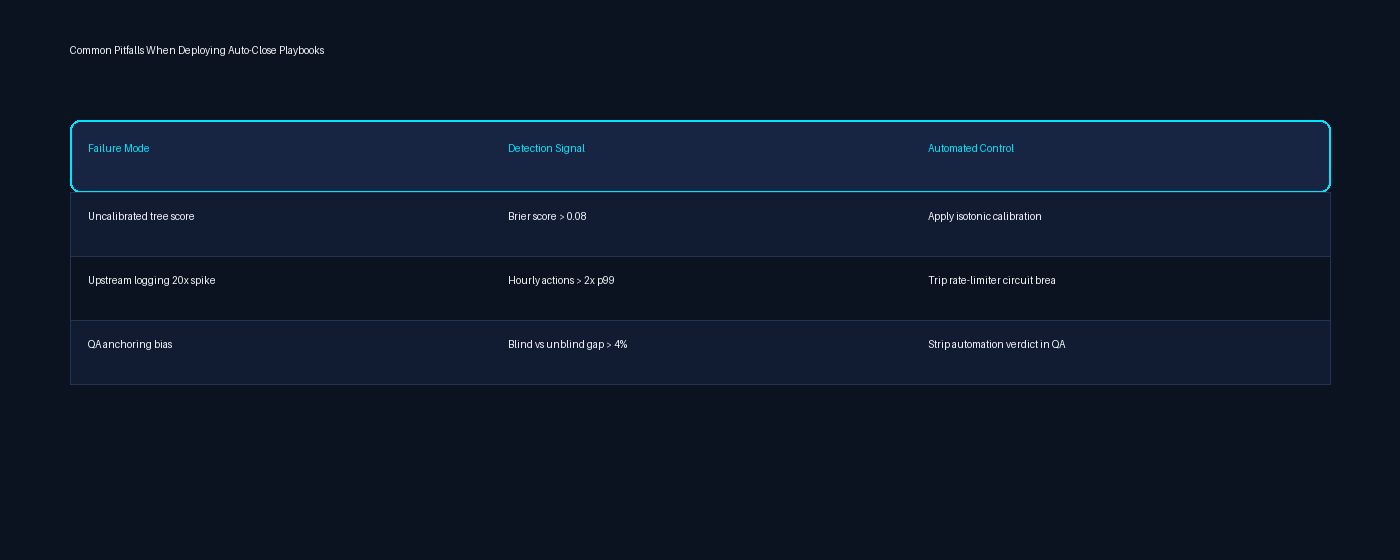 Common Pitfalls When Deploying Auto-Close Playbooks
Failure Mode Detection Signal Automated Control
Uncalibrated tree score Brier score > 0.08 Apply isotonic calibration
Upstream logging 20x spike Hourly actions > 2x p99 Trip rate-limiter circuit brea
QA anchoring bias Blind vs unblind gap > 4% Strip automation verdict in QA